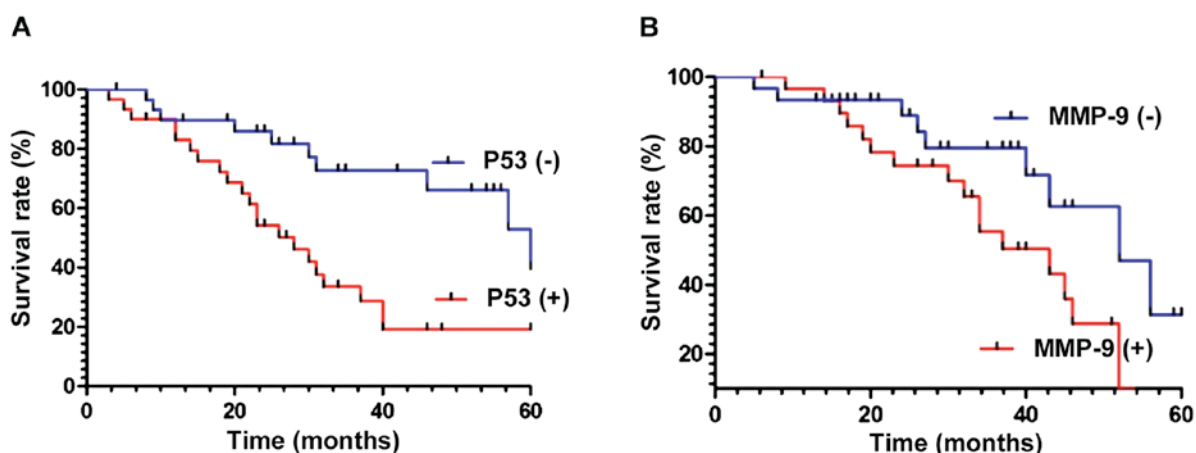 A
Survival rate (%)
100
80
60
40
20
0
P53 (-)
P53 (+)
0 20 40 60
Time (months)
B
Survival rate (%)
100
80
60
40
20
MMP-9 (-)
MMP-9 (+)
0 20 40 60
Time (months)